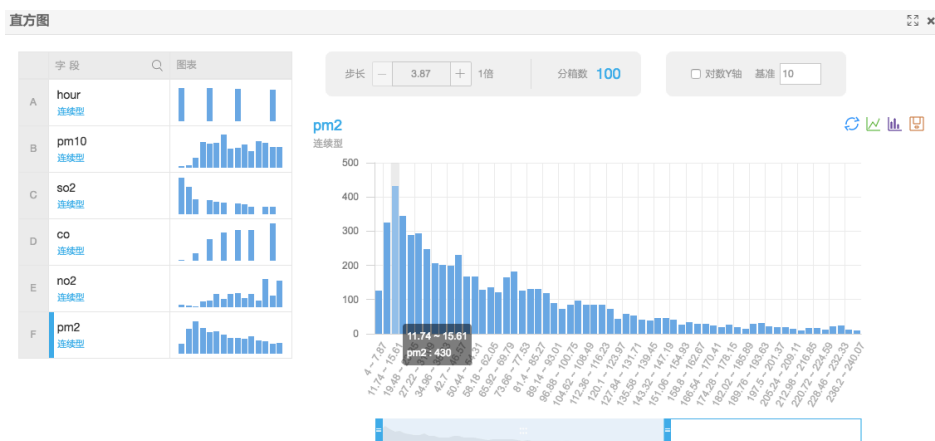 直方图
字段 图表
A hour
连续型
B pm10
连续型
C so2
连续型
D co
连续型
E no2
连续型
F pm2
连续型
步长 − 3.87 + 1倍 分箱数 100 对数Y轴 基准 10
pm2
连续型
500
400
300
200
100
0
11.74 ~ 15.61
pm2 : 430
4 ~ 7.87
11.74 ~ 15.61
19.48 ~
27.22 ~
34.96 ~
42.7 ~
50.44 ~
58.18 ~ 62.05
65.92 ~ 69.79
73.66 ~ 77.53
81.4 ~ 85.27
89.14 ~ 93.01
96.88 ~ 100.75
104.62 ~ 108.49
112.36 ~ 116.23
120.1 ~ 123.97
127.84 ~ 131.71
135.58 ~ 139.45
143.32 ~ 147.19
151.06 ~ 154.93
158.8 ~ 162.67
166.54 ~ 170.41
174.28 ~ 178.15
182.02 ~ 185.89
189.76 ~ 193.63
197.5 ~ 201.37
205.24 ~ 209.11
212.98 ~ 216.85
220.72 ~ 224.59
228.46 ~ 232.33
236.2 ~ 240.07